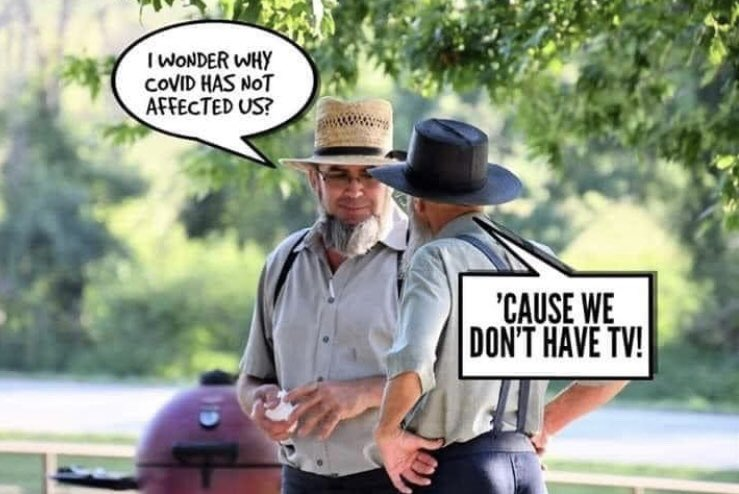 I WONDER WHY
COVID HAS NOT
AFFECTED US?
'CAUSE WE
DON'T HAVE TV!